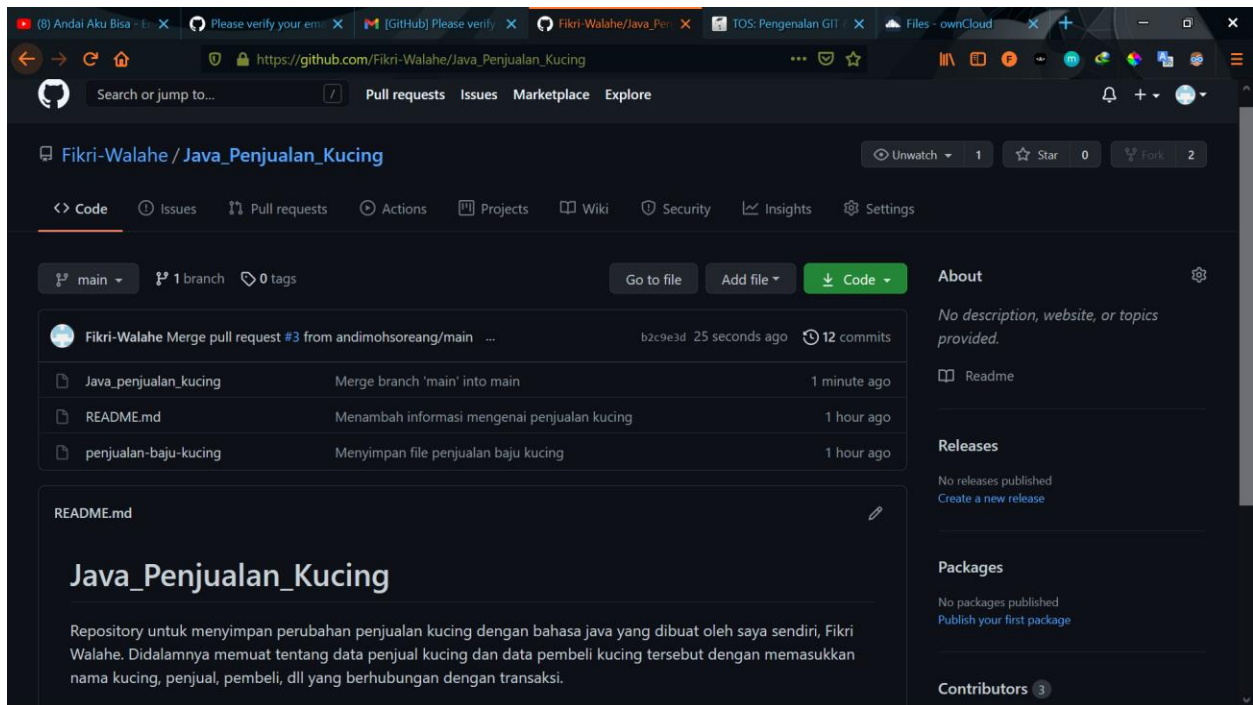 (8) Andai Aku Bisa - En
Please verify your ema
[GitHub] Please verify
Fikri-Walahe/Java_Pen
TOS: Pengenalan GIT
Files - ownCloud
https://github.com/Fikri-Walahe/Java_Penjualan_Kucing
Search or jump to...
/
Pull requests Issues Marketplace Explore
Fikri-Walahe / Java_Penjualan_Kucing
Unwatch 1
Star 0
Fork 2
<> Code
Issues
Pull requests
Actions
Projects
Wiki
Security
Insights
Settings
main
1 branch
0 tags
Go to file
Add file
Code
Fikri-Walahe Merge pull request #3 from andimohsoreang/main ...
b2c9e3d 25 seconds ago
12 commits
Java_penjualan_kucing Merge branch 'main' into main 1 minute ago
README.md Menambah informasi mengenai penjualan kucing 1 hour ago
penjualan-baju-kucing Menyimpan file penjualan baju kucing 1 hour ago
README.md
Java_Penjualan_Kucing
Repository untuk menyimpan perubahan penjualan kucing dengan bahasa java yang dibuat oleh saya sendiri, Fikri
Walahe. Didalamnya memuat tentang data penjual kucing dan data pembeli kucing tersebut dengan memasukkan
nama kucing, penjual, pembeli, dll yang berhubungan dengan transaksi.
About
No description, website, or topics
provided.
Readme
Releases
No releases published
Create a new release
Packages
No packages published
Publish your first package
Contributors 3